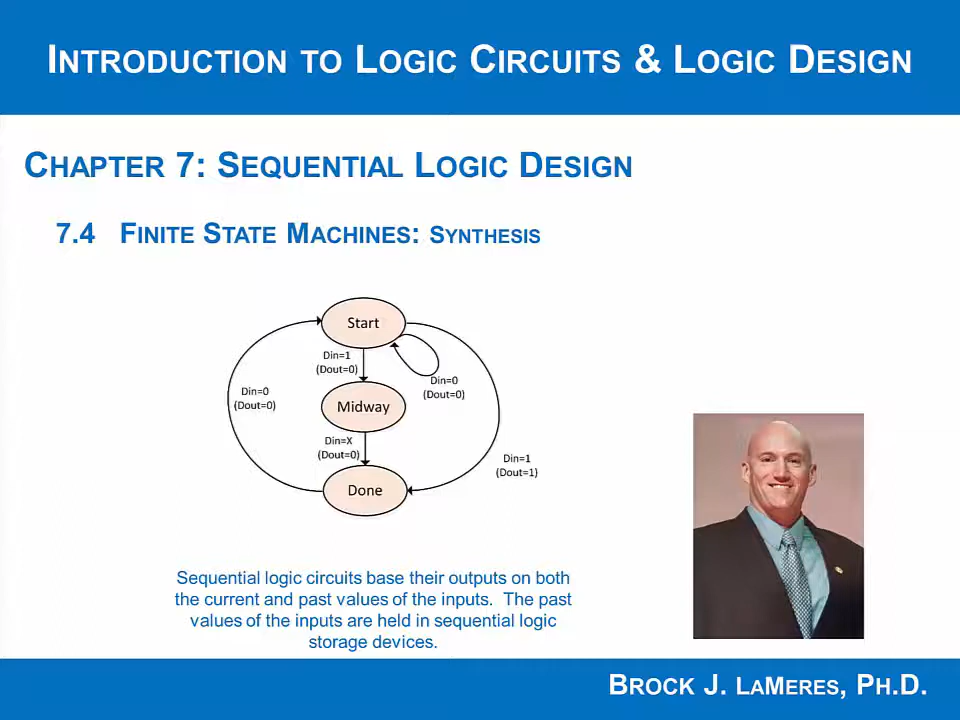 INTRODUCTION TO LOGIC CIRCUITS & LOGIC DESIGN
CHAPTER 7: SEQUENTIAL LOGIC DESIGN
7.4 FINITE STATE MACHINES: SYNTHESIS
Start
Din=1
(Dout=0)
Din=0
(Dout=0)
Din=0
(Dout=0)
Midway
Din=X
(Dout=0)
Din=1
(Dout=1)
Done
Sequential logic circuits base their outputs on both
the current and past values of the inputs. The past
values of the inputs are held in sequential logic
storage devices.
BROCK J. LAMERES, PH.D.